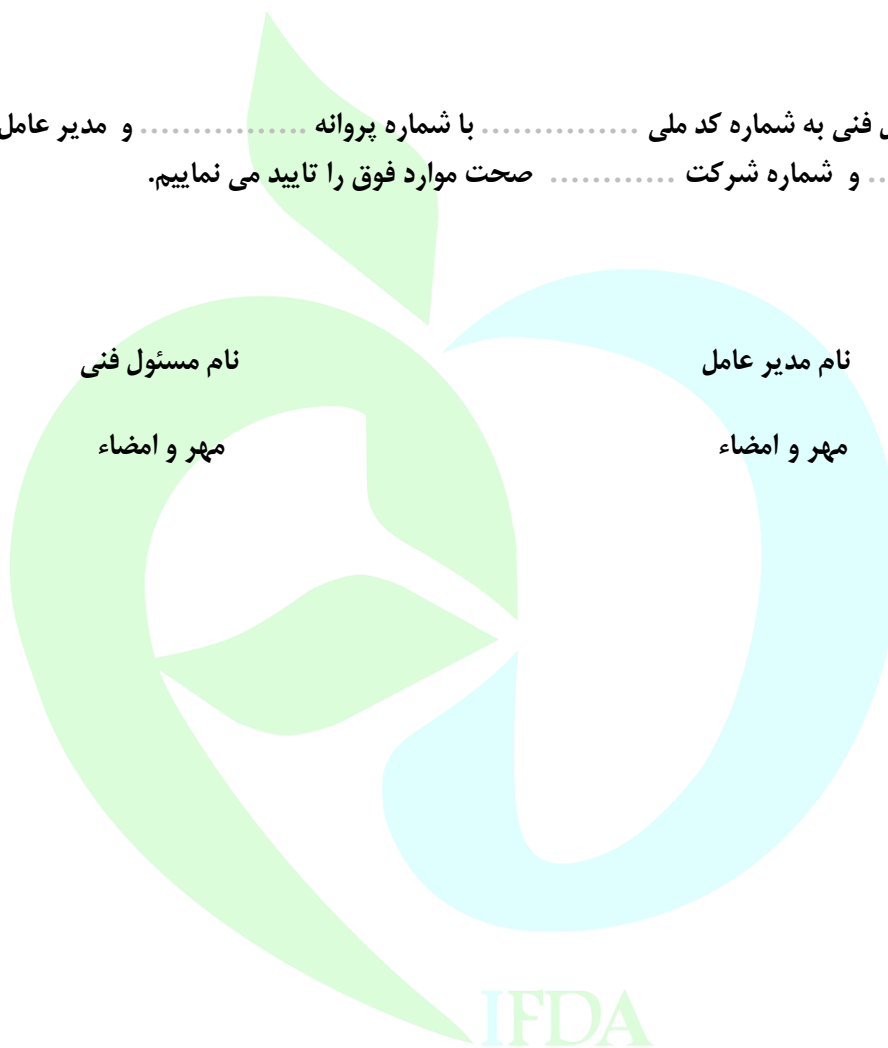 فنی به شماره کد ملی ............... با شماره پروانه ................ و مدیر عامل
.. و شماره شرکت ............ صحت موارد فوق را تایید می نماییم.
نام مدیر عامل نام مسئول فنی
مهر و امضاء مهر و امضاء
IFDA